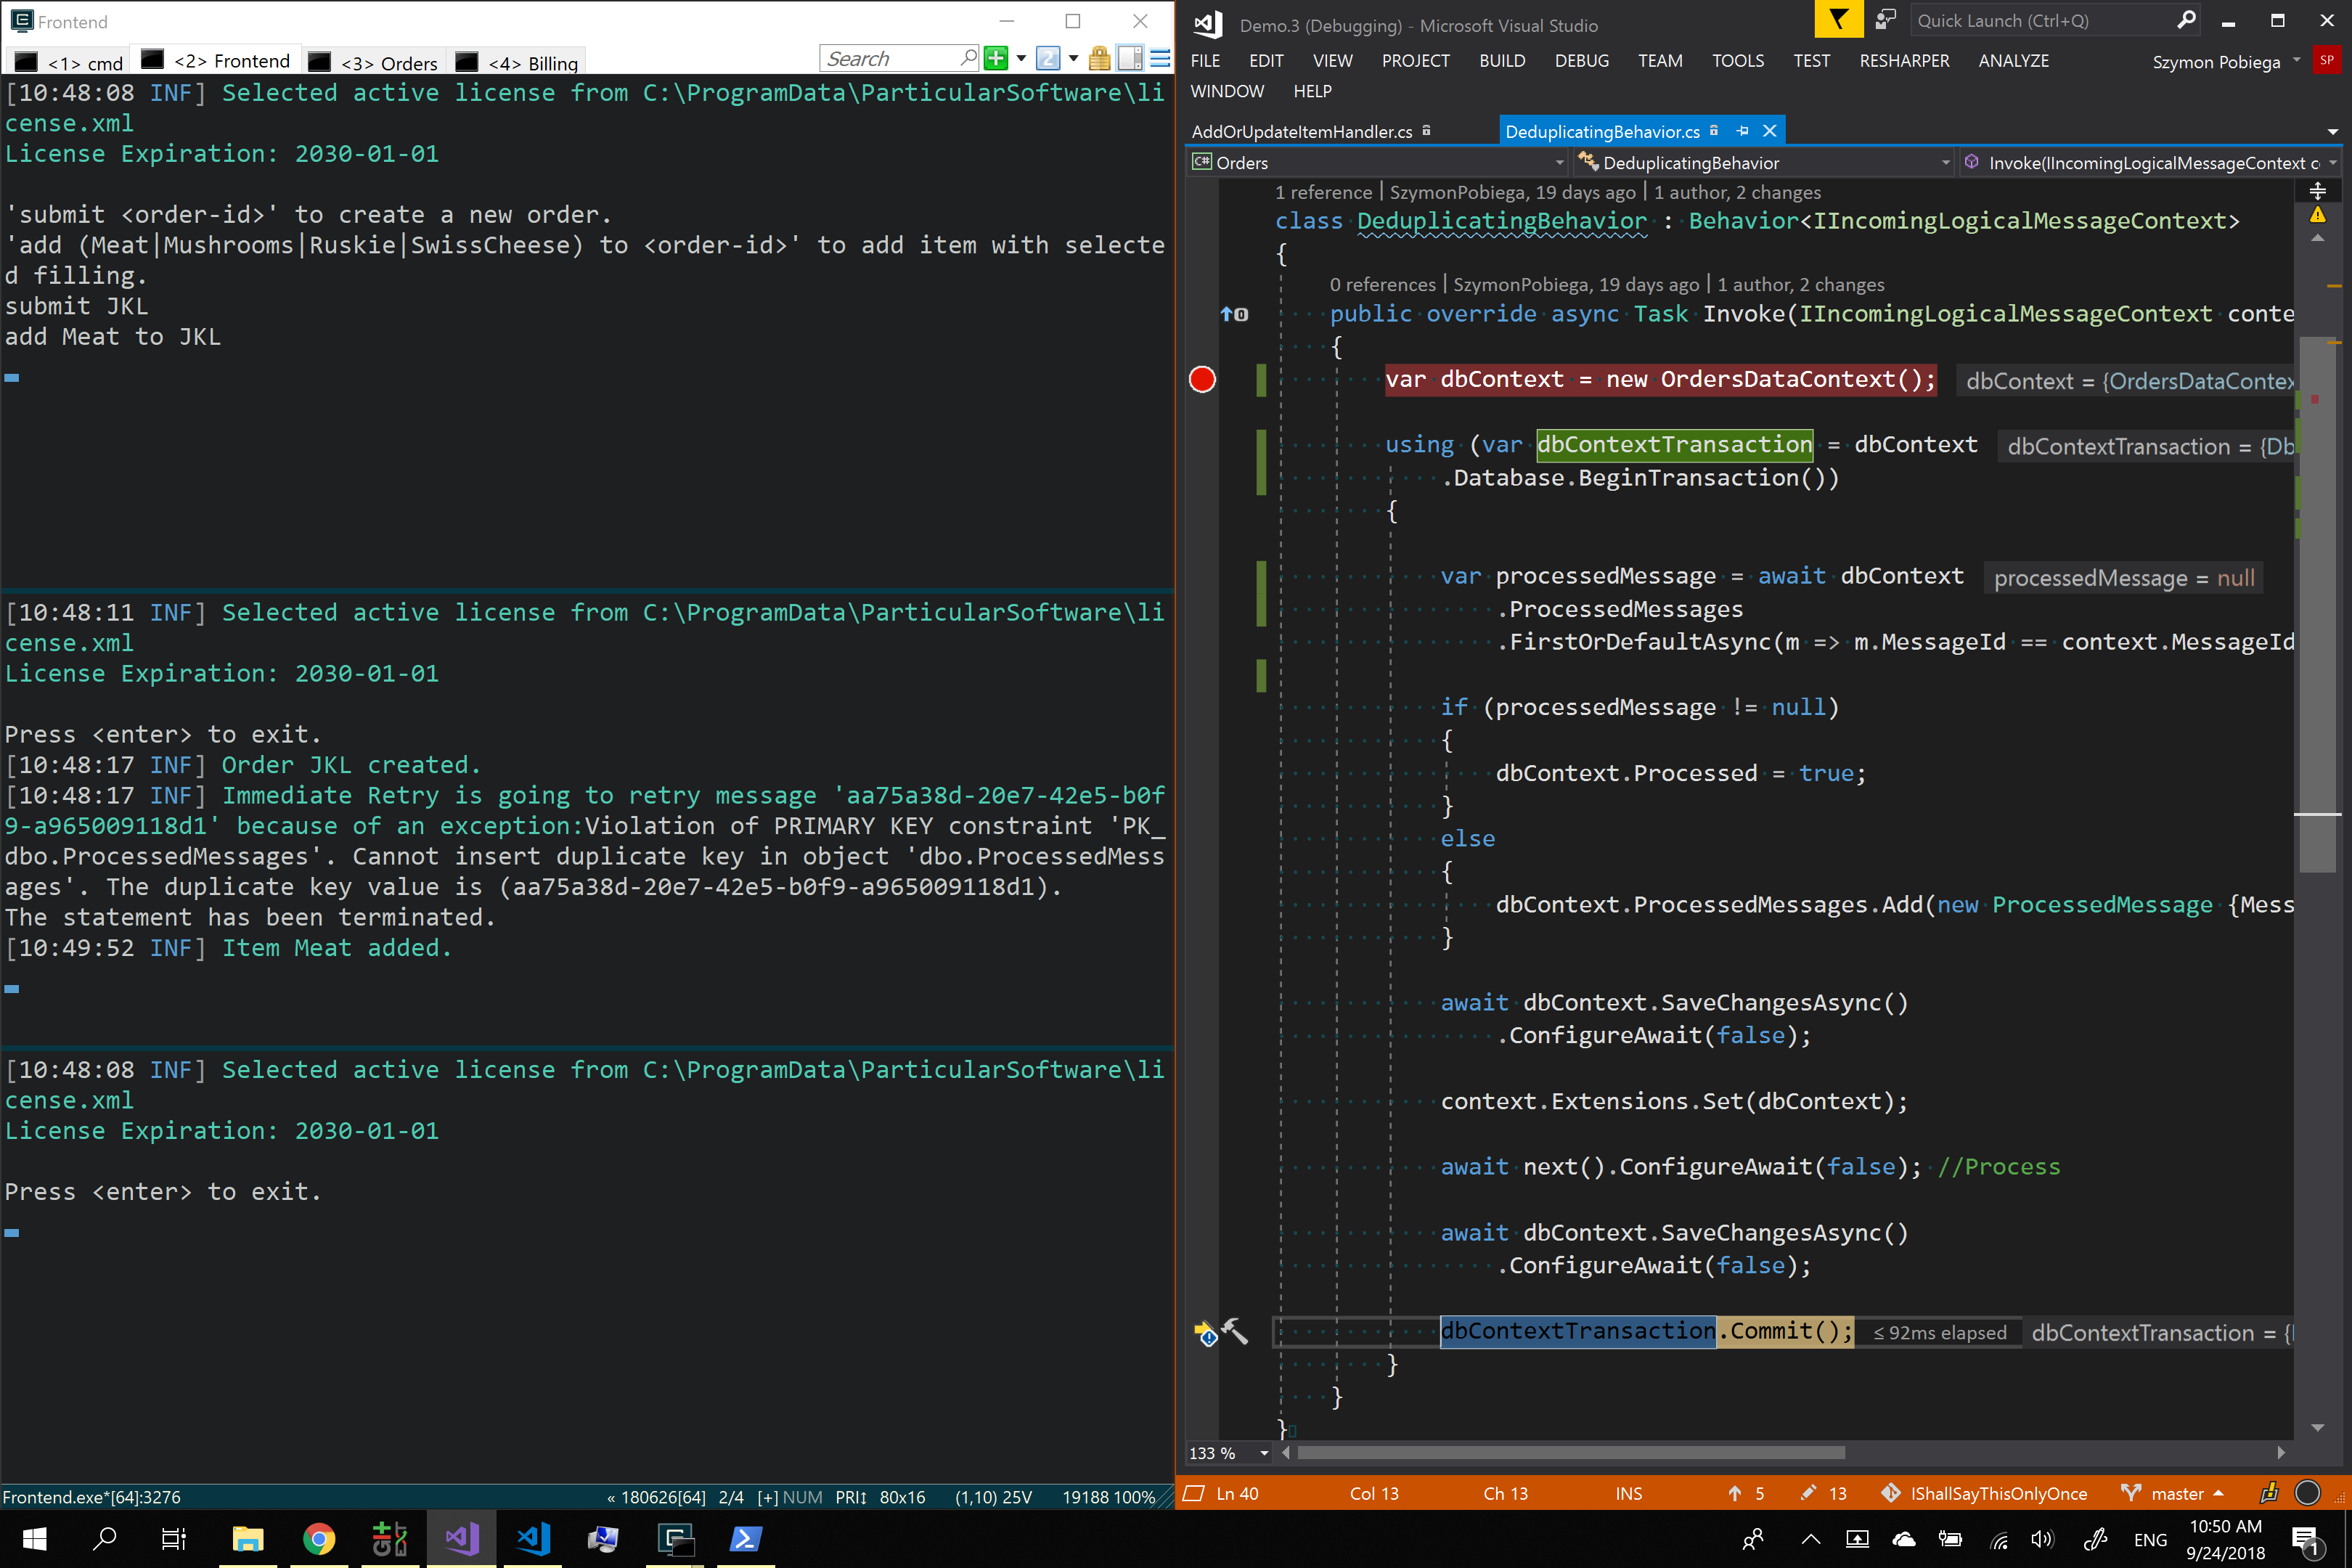 Frontend
<1> cmd
<2> Frontend
<3> Orders
<4> Billing
Search
[10:48:08 INF] Selected active license from C:\ProgramData\ParticularSoftware\li
cense.xml
License Expiration: 2030-01-01
'submit <order-id>' to create a new order.
'add (Meat|Mushrooms|Ruskie|SwissCheese) to <order-id>' to add item with selecte
d filling.
submit JKL
add Meat to JKL
[10:48:11 INF] Selected active license from C:\ProgramData\ParticularSoftware\li
cense.xml
License Expiration: 2030-01-01
Press <enter> to exit.
[10:48:17 INF] Order JKL created.
[10:48:17 INF] Immediate Retry is going to retry message 'aa75a38d-20e7-42e5-b0f
9-a965009118d1' because of an exception:Violation of PRIMARY KEY constraint 'PK_
dbo.ProcessedMessages'. Cannot insert duplicate key in object 'dbo.ProcessedMess
ages'. The duplicate key value is (aa75a38d-20e7-42e5-b0f9-a965009118d1).
The statement has been terminated.
[10:49:52 INF] Item Meat added.
[10:48:08 INF] Selected active license from C:\ProgramData\ParticularSoftware\li
cense.xml
License Expiration: 2030-01-01
Press <enter> to exit.
Frontend.exe*[64]:3276
« 180626[64] 2/4 [+] NUM PRI↕ 80x16 (1,10) 25V 19188 100%
Demo.3 (Debugging) - Microsoft Visual Studio
Quick Launch (Ctrl+Q)
FILE EDIT VIEW PROJECT BUILD DEBUG TEAM TOOLS TEST RESHARPER ANALYZE
Szymon Pobiega SP
WINDOW HELP
AddOrUpdateItemHandler.cs
DeduplicatingBehavior.cs
C# Orders
DeduplicatingBehavior
Invoke(IIncomingLogicalMessageContext c
1 reference | SzymonPobiega, 19 days ago | 1 author, 2 changes
class DeduplicatingBehavior : Behavior<IIncomingLogicalMessageContext>
{
0 references | SzymonPobiega, 19 days ago | 1 author, 2 changes
public override async Task Invoke(IIncomingLogicalMessageContext conte
{
var dbContext = new OrdersDataContext(); dbContext = {OrdersDataContex
using (var dbContextTransaction = dbContext dbContextTransaction = {Db
.Database.BeginTransaction())
{
var processedMessage = await dbContext processedMessage = null
.ProcessedMessages
.FirstOrDefaultAsync(m => m.MessageId == context.MessageId
if (processedMessage != null)
{
dbContext.Processed = true;
}
else
{
dbContext.ProcessedMessages.Add(new ProcessedMessage {Mess
}
await dbContext.SaveChangesAsync()
.ConfigureAwait(false);
context.Extensions.Set(dbContext);
await next().ConfigureAwait(false); //Process
await dbContext.SaveChangesAsync()
.ConfigureAwait(false);
dbContextTransaction.Commit(); ≤ 92ms elapsed dbContextTransaction = {
}
}
}
133 %
Ln 40 Col 13 Ch 13 INS 5 13 IShallSayThisOnlyOnce master
ENG
10:50 AM
9/24/2018
1